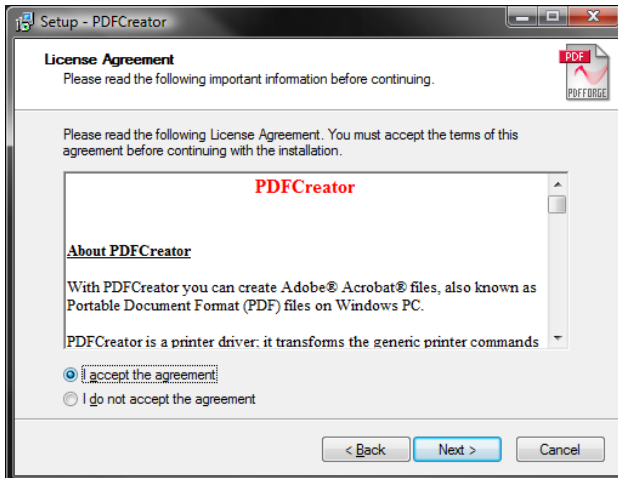 Setup - PDFCreator
License Agreement
Please read the following important information before continuing.
PDF
PDFFORGE
Please read the following License Agreement. You must accept the terms of this
agreement before continuing with the installation.
PDFCreator
About PDFCreator
With PDFCreator you can create Adobe® Acrobat® files, also known as
Portable Document Format (PDF) files on Windows PC.
PDFCreator is a printer driver; it transforms the generic printer commands
I accept the agreement
I do not accept the agreement
< Back Next > Cancel